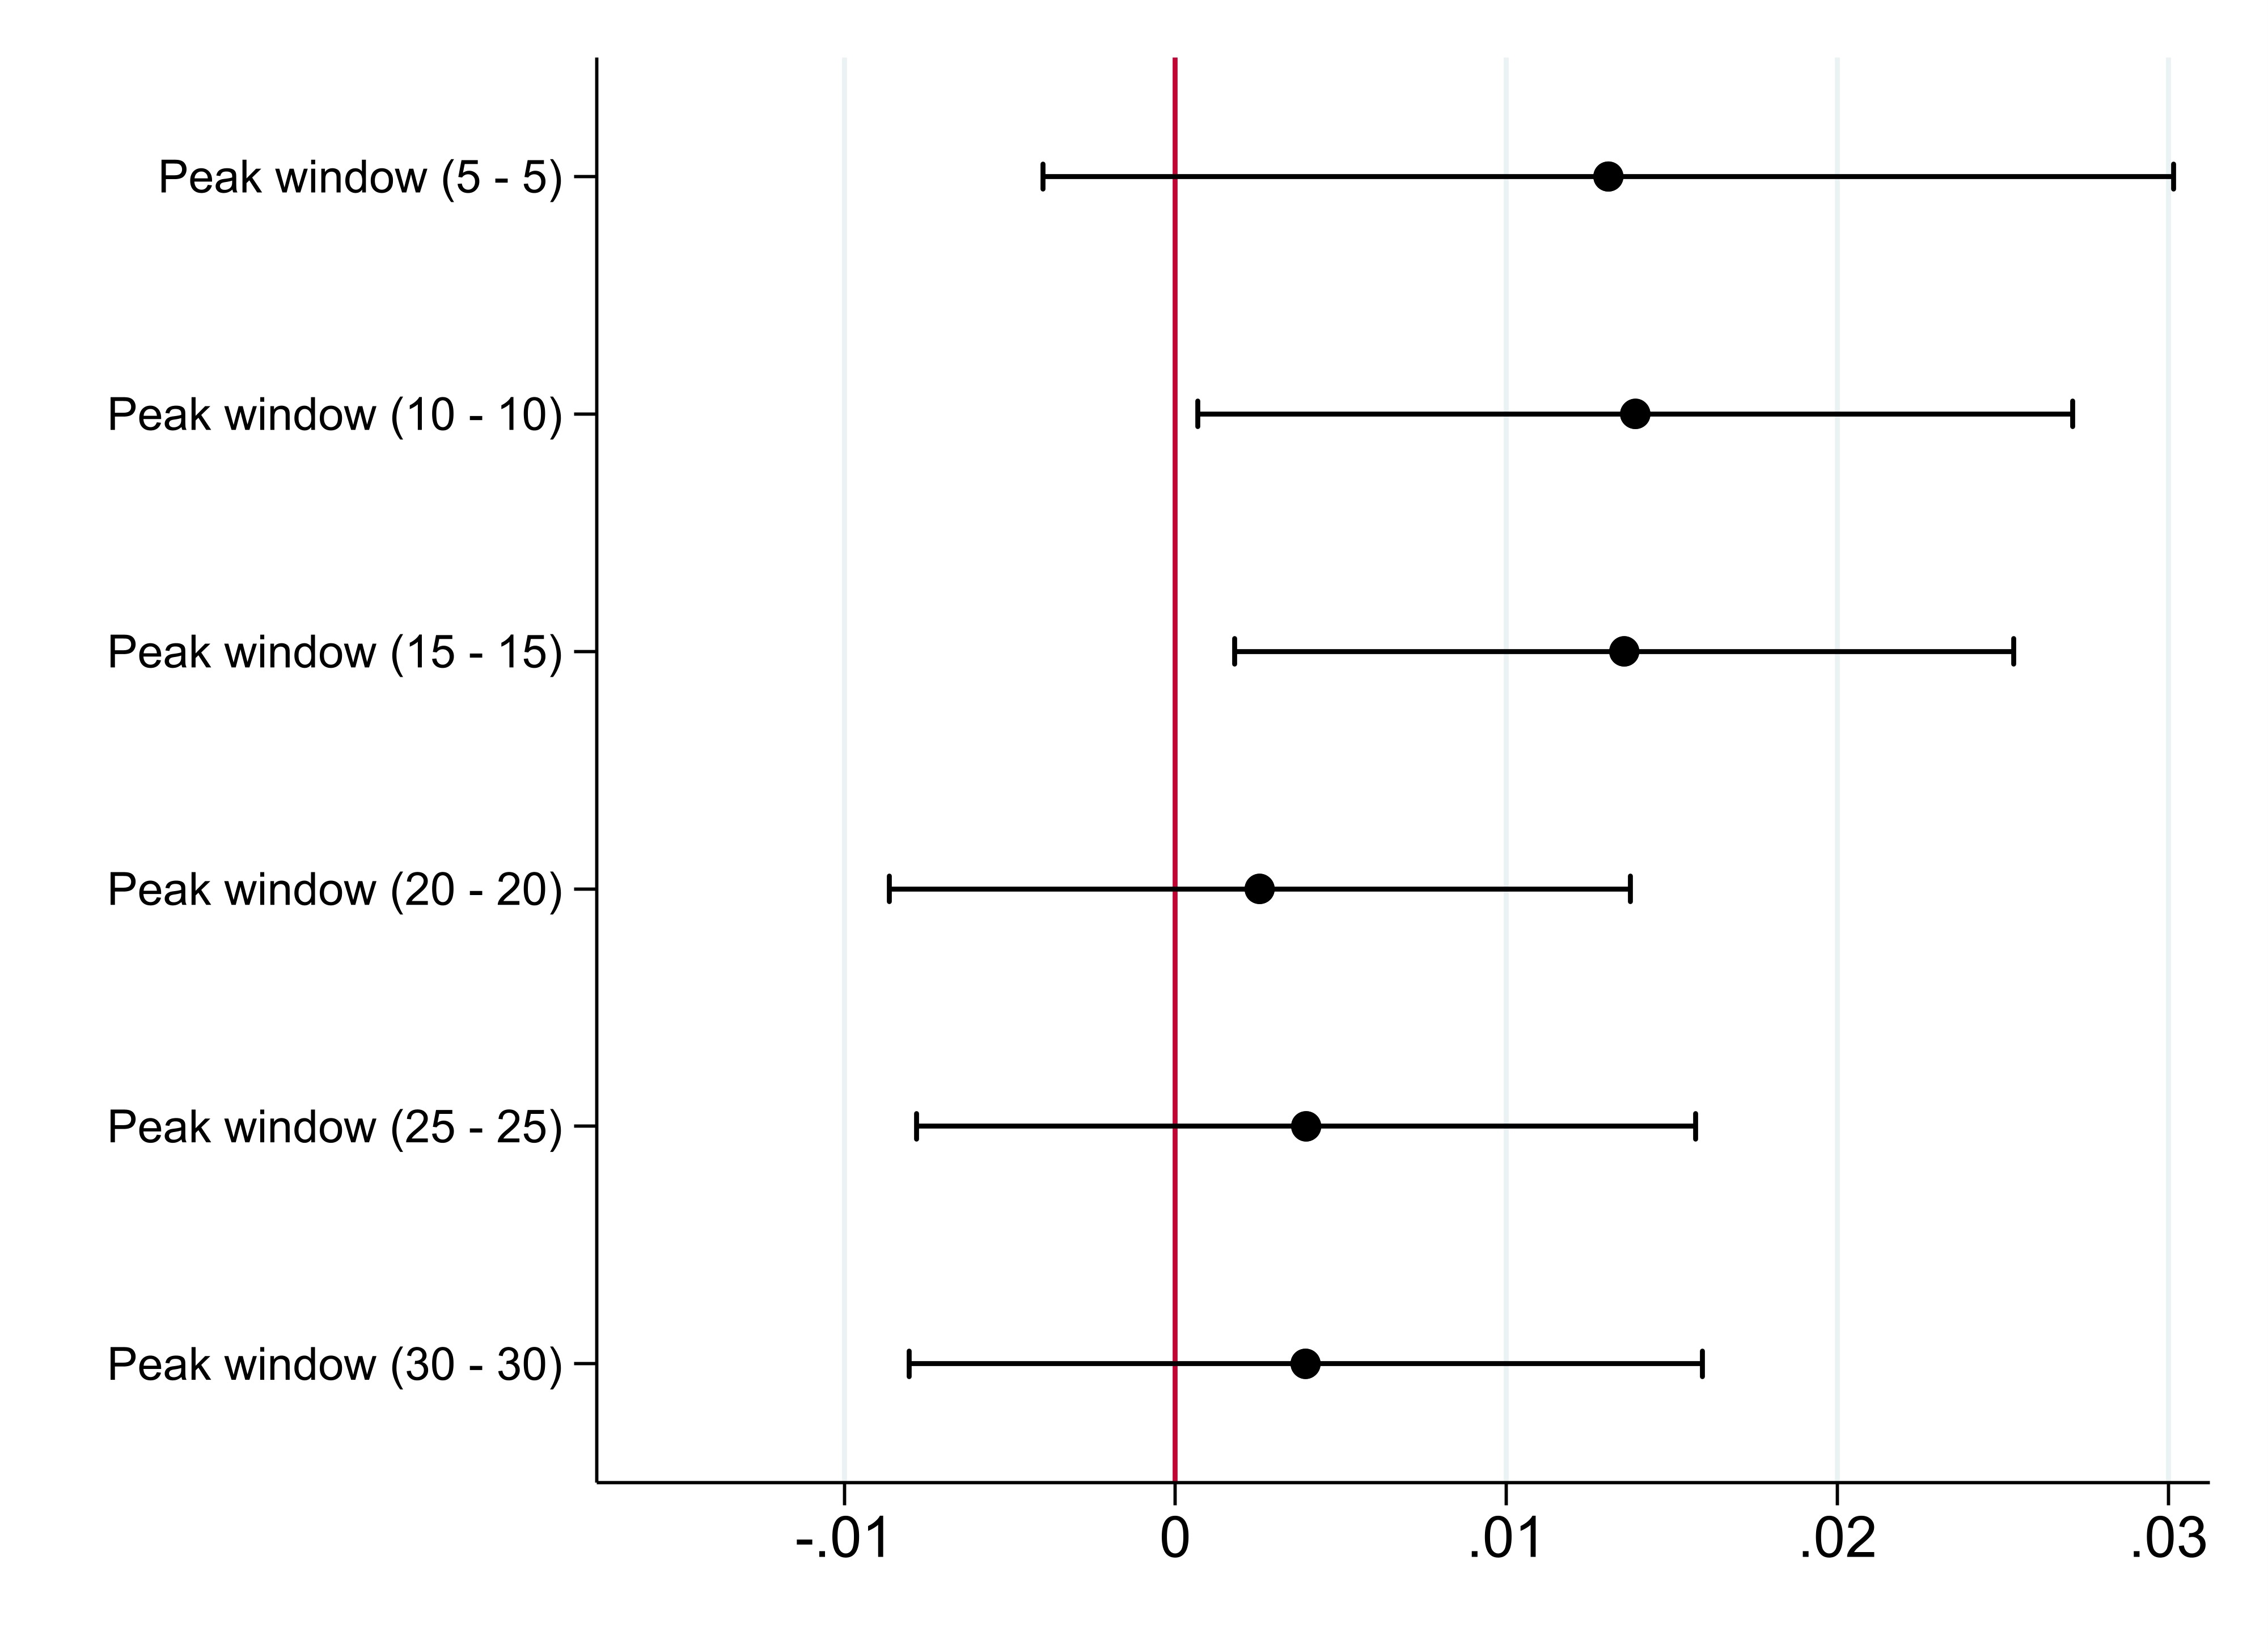 Peak window (5 - 5)
Peak window (10 - 10)
Peak window (15 - 15)
Peak window (20 - 20)
Peak window (25 - 25)
Peak window (30 - 30)
-.01 0 .01 .02 .03